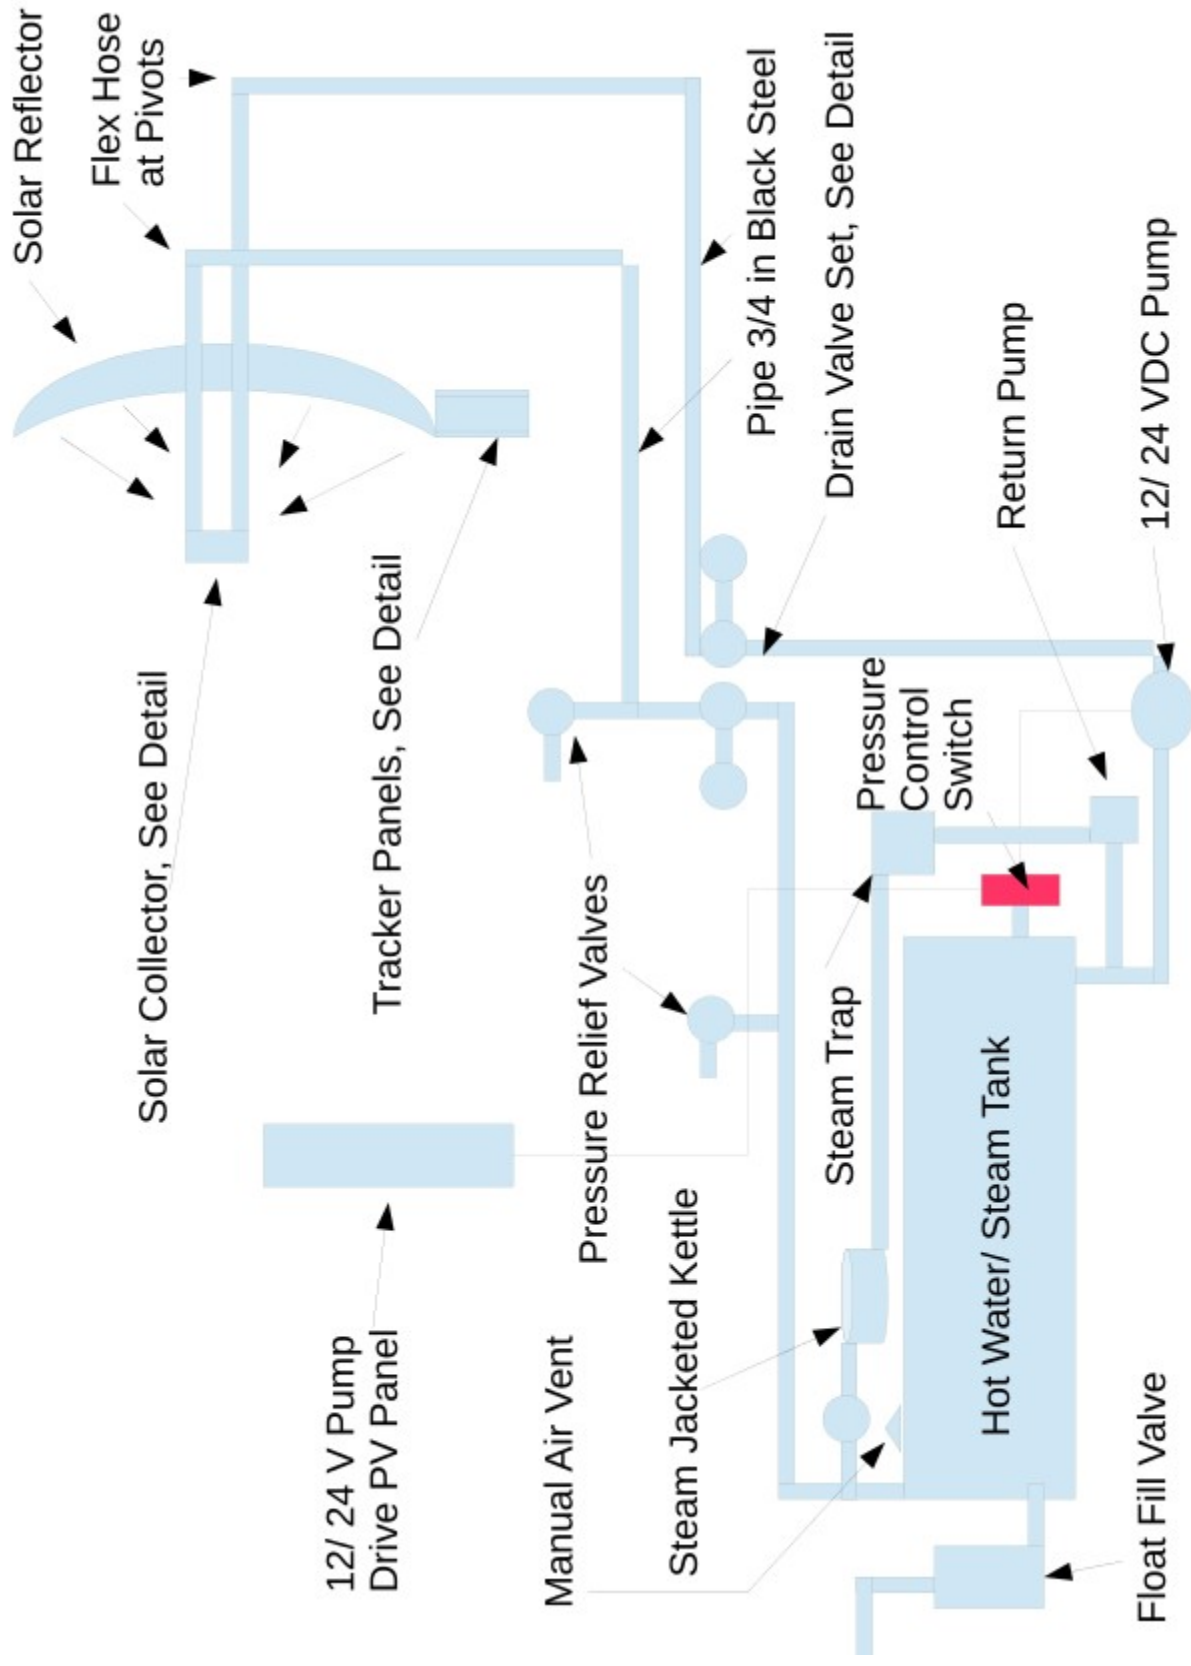 Solar Reflector
Flex Hose
at Pivots
Solar Collector, See Detail
Tracker Panels, See Detail
Pipe 3/4 in Black Steel
Drain Valve Set, See Detail
12/ 24 V Pump
Drive PV Panel
Pressure Relief Valves
Pressure
Control
Switch
Return Pump
12/ 24 VDC Pump
Manual Air Vent
Steam Jacketed Kettle
Steam Trap
Hot Water/ Steam Tank
Float Fill Valve